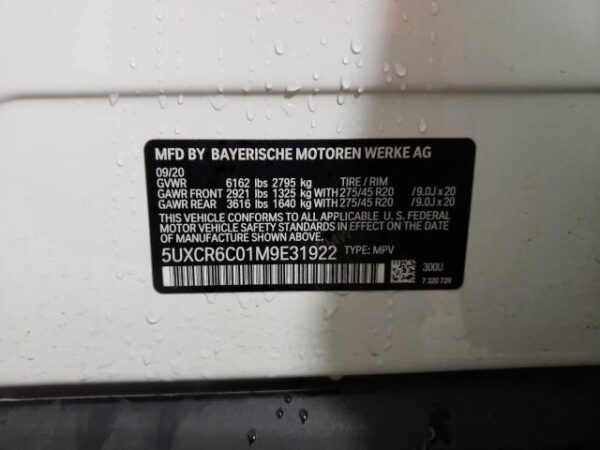 MFD BY BAYERISCHE MOTOREN WERKE AG
09/20
GVWR 6162 lbs 2795 kg TIRE / RIM
GAWR FRONT 2921 lbs 1325 kg WITH 275/45 R20 /9.0J x 20
GAWR REAR 3616 lbs 1640 kg WITH 275/45 R20 /9.0J x 20
THIS VEHICLE CONFORMS TO ALL APPLICABLE U. S. FEDERAL
MOTOR VEHICLE SAFETY STANDARDS IN EFFECT ON THE DATE
OF MANUFACTURE SHOWN ABOVE.
5UXCR6C01M9E31922 TYPE: MPV
300U
7 320 729